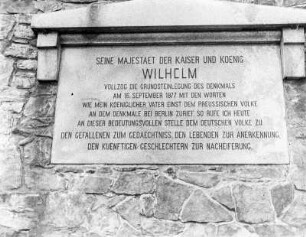 SEINE MAJESTAET DER KAISER UND KOENIG
WILHELM
VOLLZOG DIE GRUNDSTEINLEGUNG DES DENKMALS
AM 16. SEPTEMBER 1877 MIT DEN WORTEN
WIE MEIN KOENIGLICHER VATER EINST DEM PREUSSISCHEN VOLKE
AN DEM DENKMALE BEI BERLIN ZURIEF, SO RUFE ICH HEUTE
AN DIESER BEDEUTUNGSVOLLEN STELLE DEM DEUTSCHEN VOLKE ZU
DEN GEFALLENEN ZUM GEDAECHTNISS, DEN LEBENDEN ZUR ANERKENNUNG,
DEN KUENFTIGEN GESCHLECHTERN ZUR NACHEIFERUNG.